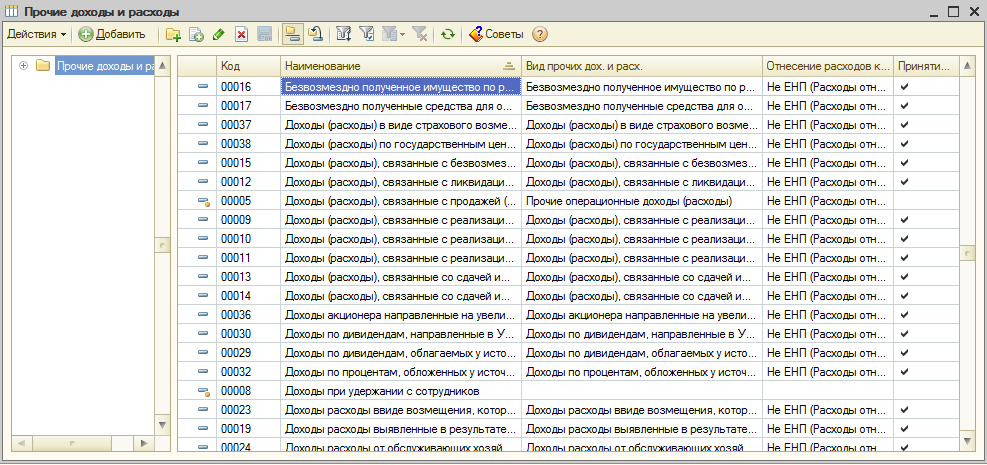 Прочие доходы и расходы
Действия Добавить Советы ?
Прочие доходы и ра
Код Наименование Вид прочих дох. и расх. Отнесение расходов к... Приняти...
00016 Безвозмездно полученное имущество по р... Безвозмездно полученное имущество по р... Не ЕНП (Расходы отн...
00017 Безвозмездно полученные средства для о... Безвозмездно полученные средства для о... Не ЕНП (Расходы отн...
00037 Доходы (расходы) в виде страхового возме... Доходы (расходы) в виде страхового возме... Не ЕНП (Расходы отн...
00038 Доходы (расходы) по государственным цен... Доходы (расходы) по государственным цен... Не ЕНП (Расходы отн...
00015 Доходы (расходы), связанные с безвозмез... Доходы (расходы), связанные с безвозмез... Не ЕНП (Расходы отн...
00012 Доходы (расходы), связанные с ликвидаци... Доходы (расходы), связанные с ликвидаци... Не ЕНП (Расходы отн...
00005 Доходы (расходы), связанные с продажей (... Прочие операционные доходы (расходы) Не ЕНП (Расходы отн...
00009 Доходы (расходы), связанные с реализаци... Доходы (расходы), связанные с реализаци... Не ЕНП (Расходы отн...
00010 Доходы (расходы), связанные с реализаци... Доходы (расходы), связанные с реализаци... Не ЕНП (Расходы отн...
00011 Доходы (расходы), связанные с реализаци... Доходы (расходы), связанные с реализаци... Не ЕНП (Расходы отн...
00013 Доходы (расходы), связанные со сдачей и... Доходы (расходы), связанные со сдачей и... Не ЕНП (Расходы отн...
00014 Доходы (расходы), связанные со сдачей и... Доходы (расходы), связанные со сдачей и... Не ЕНП (Расходы отн...
00036 Доходы акционера направленные на увели... Доходы акционера направленные на увели... Не ЕНП (Расходы отн...
00030 Доходы по дивидендам, направленные в У... Доходы по дивидендам, направленные в У... Не ЕНП (Расходы отн...
00029 Доходы по дивидендам, облагаемых у исто... Доходы по дивидендам, облагаемых у исто... Не ЕНП (Расходы отн...
00032 Доходы по процентам, обложенных у источ... Доходы по процентам, обложенных у источ... Не ЕНП (Расходы отн...
00008 Доходы при удержании с сотрудников
00023 Доходы расходы ввиде возмещения, котор... Доходы расходы ввиде возмещения, котор... Не ЕНП (Расходы отн...
00019 Доходы расходы выявленные в результате... Доходы расходы выявленные в результате... Не ЕНП (Расходы отн...
00024 Доходы расходы от обслуживающих хозяй... Доходы расходы от обслуживающих хозяй... Не ЕНП (Расходы отн...